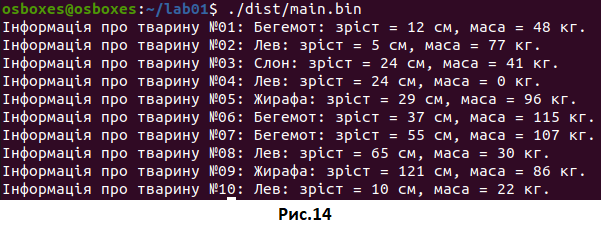 osboxes@osboxes:~/lab01$ ./dist/main.bin
Інформація про тварину №01: Бегемот: зріст = 12 см, маса = 48 кг.
Інформація про тварину №02: Лев: зріст = 5 см, маса = 77 кг.
Інформація про тварину №03: Слон: зріст = 24 см, маса = 41 кг.
Інформація про тварину №04: Лев: зріст = 24 см, маса = 0 кг.
Інформація про тварину №05: Жирафа: зріст = 29 см, маса = 96 кг.
Інформація про тварину №06: Бегемот: зріст = 37 см, маса = 115 кг.
Інформація про тварину №07: Бегемот: зріст = 55 см, маса = 107 кг.
Інформація про тварину №08: Лев: зріст = 65 см, маса = 30 кг.
Інформація про тварину №09: Жирафа: зріст = 121 см, маса = 86 кг.
Інформація про тварину №10: Лев: зріст = 10 см, маса = 22 кг.
Рис.14